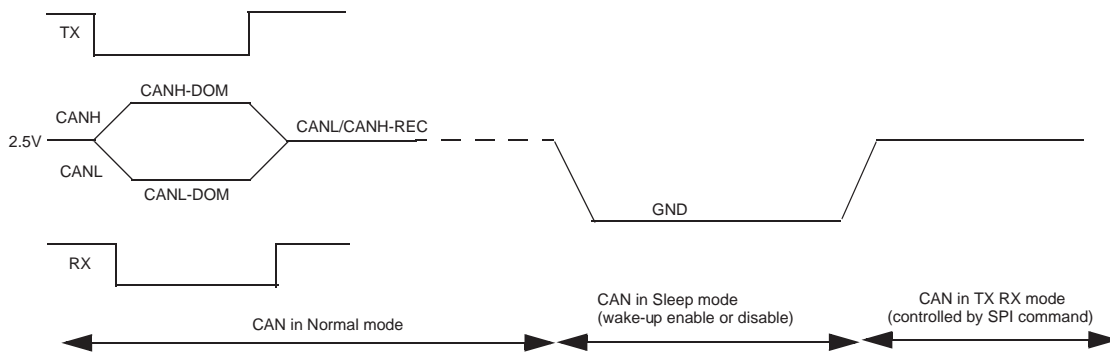 TX
CANH-DOM
CANH
CANL/CANH-REC
2.5V
CANL
CANL-DOM
GND
RX
CAN in Normal mode
CAN in Sleep mode
(wake-up enable or disable)
CAN in TX RX mode
(controlled by SPI command)